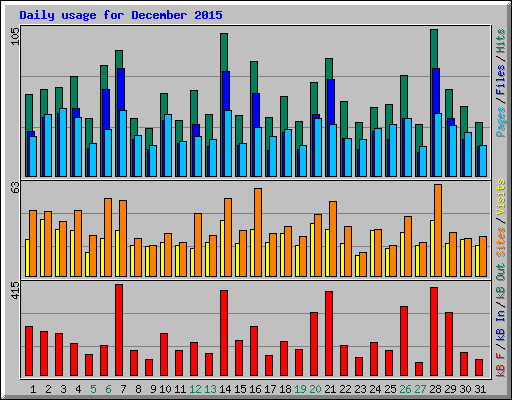 Daily usage for December 2015
105
Pages / Files / Hits
63
Sites / Visits
415
kB F / kB In / kB Out
1 2 3 4 5 6 7 8 9 10 11 12 13 14 15 16 17 18 19 20 21 22 23 24 25 26 27 28 29 30 31